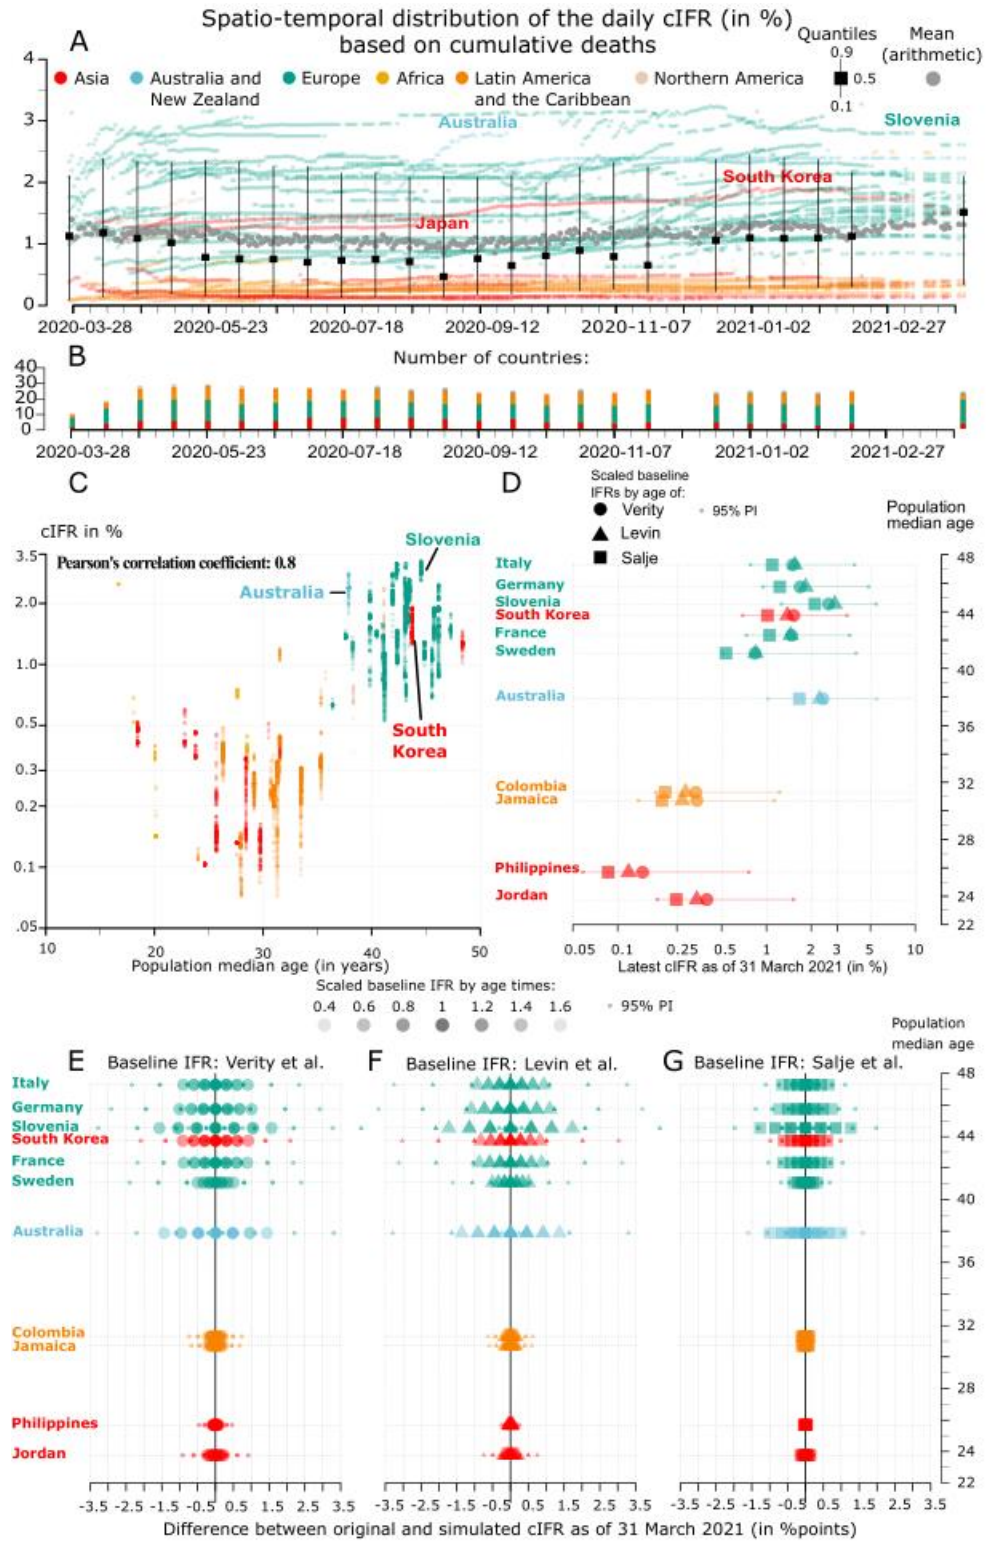 Spatio-temporal distribution of the daily cIFR (in %)
based on cumulative deaths
A
Quantiles
0.9
0.5
0.1
Mean
(arithmetic)
Asia
Australia and
New Zealand
Europe
Africa
Latin America
and the Caribbean
Northern America
4
3
2
1
0
Australia
Slovenia
South Korea
Japan
2020-03-28 2020-05-23 2020-07-18 2020-09-12 2020-11-07 2021-01-02 2021-02-27
B
Number of countries:
40
30
20
10
0
2020-03-28 2020-05-23 2020-07-18 2020-09-12 2020-11-07 2021-01-02 2021-02-27
C
cIFR in %
Pearson's correlation coefficient: 0.8
3.5
2.0
1.0
0.5
0.3
0.2
0.1
.05
Slovenia
Australia
South
Korea
10 20 30 40 50
Population median age (in years)
D
Scaled baseline
IFRs by age of:
Verity
Levin
Salje
95% PI
Population
median age
Italy
Germany
Slovenia
South Korea
France
Sweden
Australia
Colombia
Jamaica
Philippines
Jordan
48
44
40
36
32
28
24
22
0.05 0.1 0.25 0.5 1 2 3 5 10
Latest cIFR as of 31 March 2021 (in %)
Scaled baseline IFR by age times:
0.4 0.6 0.8 1 1.2 1.4 1.6
95% PI
Population
median age
E Baseline IFR: Verity et al.
F Baseline IFR: Levin et al.
G Baseline IFR: Salje et al.
Italy
Germany
Slovenia
South Korea
France
Sweden
Australia
Colombia
Jamaica
Philippines
Jordan
48
44
40
36
32
28
24
22
-3.5 -2.5 -1.5 -0.5 0.5 1.5 2.5 3.5
-3.5 -2.5 -1.5 -0.5 0.5 1.5 2.5 3.5
-3.5 -2.5 -1.5 -.5 0.5 1.5 2.5 3.5
Difference between original and simulated cIFR as of 31 March 2021 (in %points)